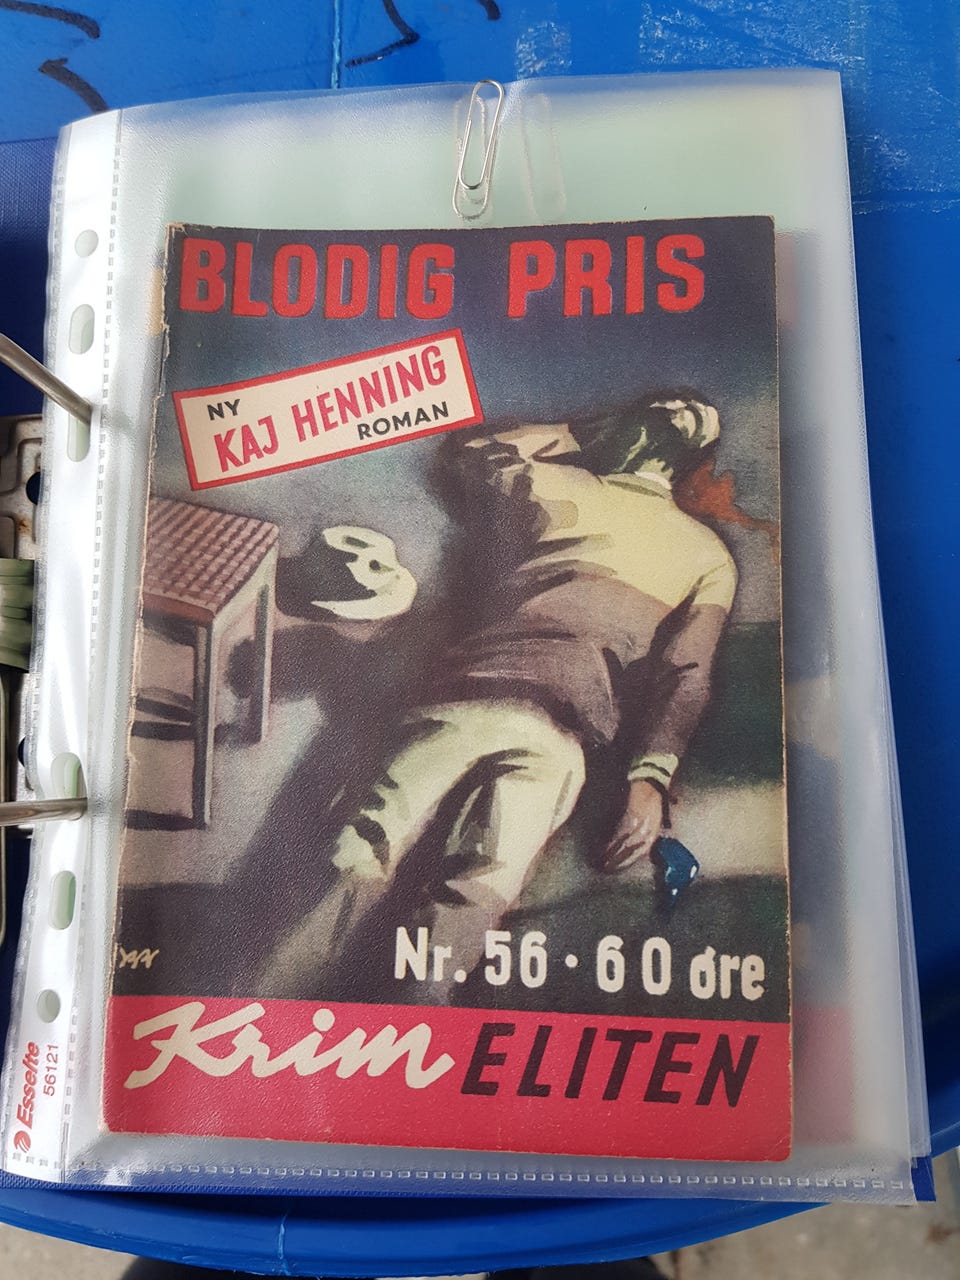 BLODIG PRIS
NY
KAJ HENNING
ROMAN
Nr. 56 · 60 øre
Krim ELITEN
Esselte
56121